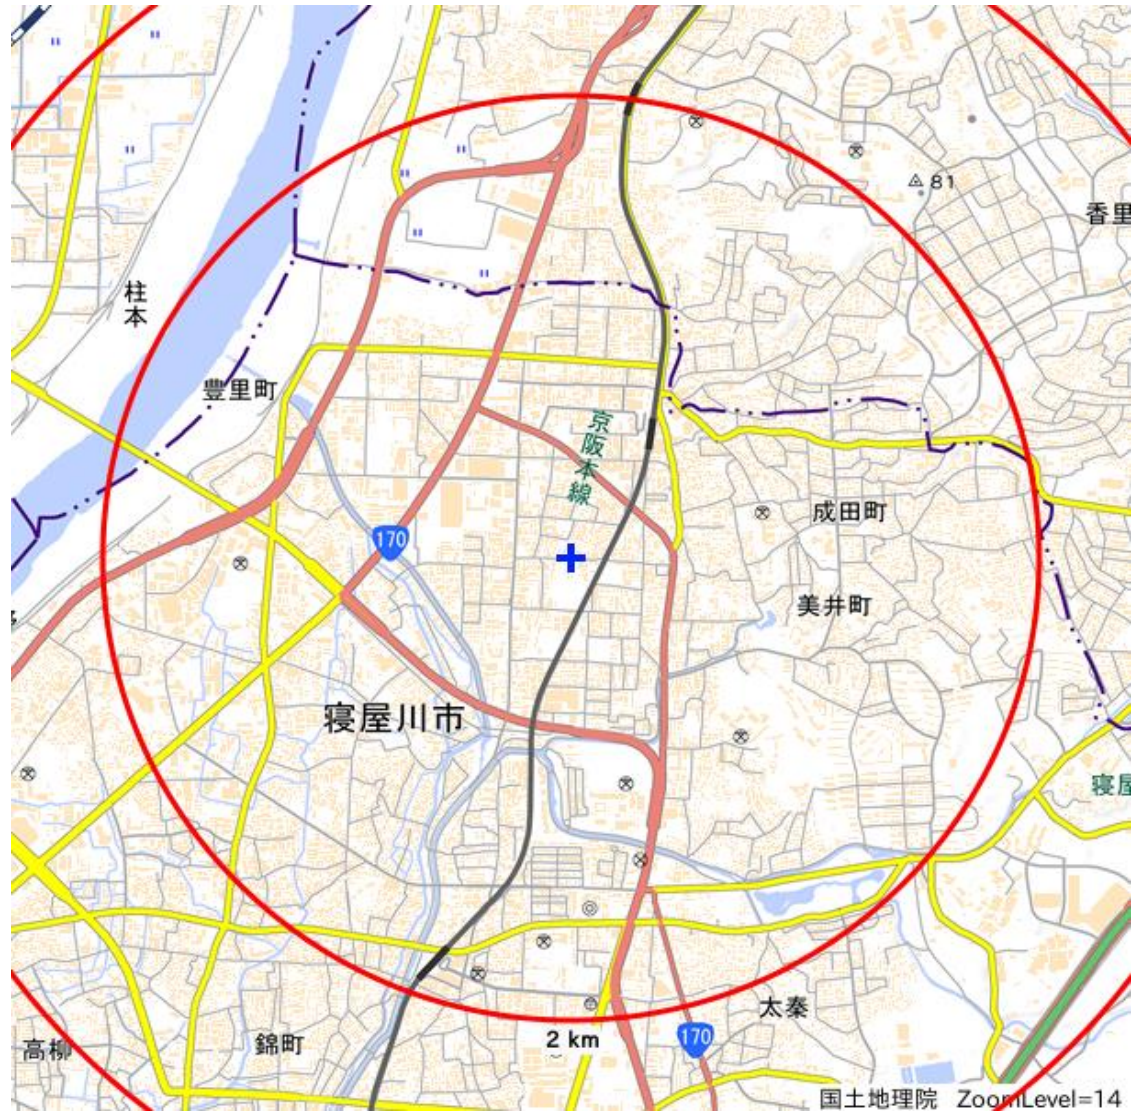 81
香里
柱
本
豊里町
京
阪
本
線
成田町
170
美井町
寝屋川市
寝屋
太秦
2 km
170
錦町
高柳
国土地理院 ZoomLevel=14